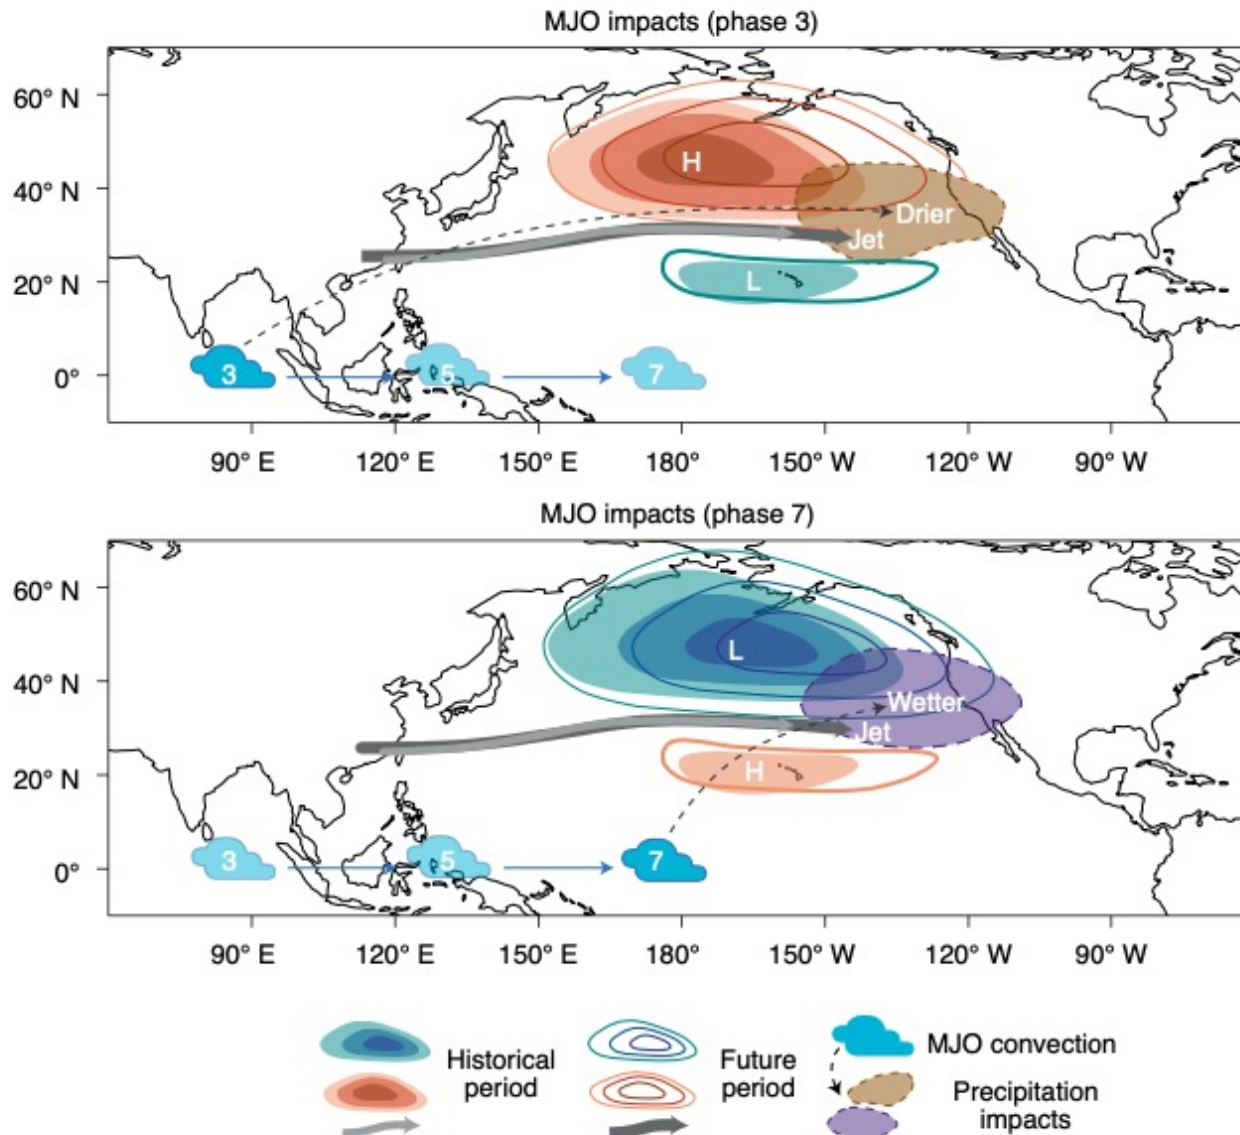 MJO impacts (phase 3)
60° N
40° N
20° N
0°
H
Drier
Jet
L
3
5
7
90° E
120° E
150° E
180°
150° W
120° W
90° W
MJO impacts (phase 7)
60° N
40° N
20° N
0°
L
Wetter
Jet
H
3
5
7
90° E
120° E
150° E
180°
150° W
120° W
90° W
Historical
period
Future
period
MJO convection
Precipitation
impacts